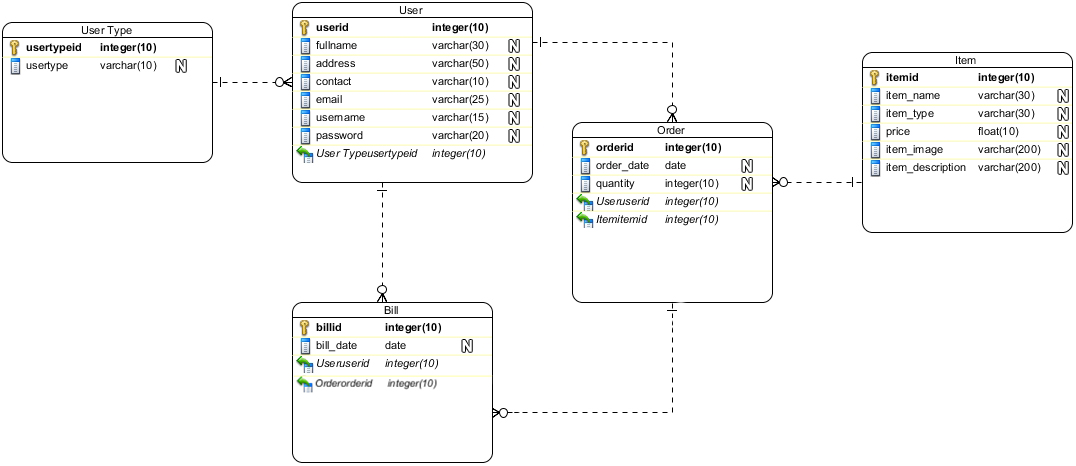 User Type
usertypeid integer(10)
usertype varchar(10) N
User
userid integer(10)
fullname varchar(30) N
address varchar(50) N
contact varchar(10) N
email varchar(25) N
username varchar(15) N
password varchar(20) N
User Typeusertypeid integer(10)
Order
orderid integer(10)
order_date date N
quantity integer(10) N
Useruserid integer(10)
Itemitemid integer(10)
Item
itemid integer(10)
item_name varchar(30) N
item_type varchar(30) N
price float(10) N
item_image varchar(200) N
item_description varchar(200) N
Bill
billid integer(10)
bill_date date N
Useruserid integer(10)
Orderorderid integer(10)